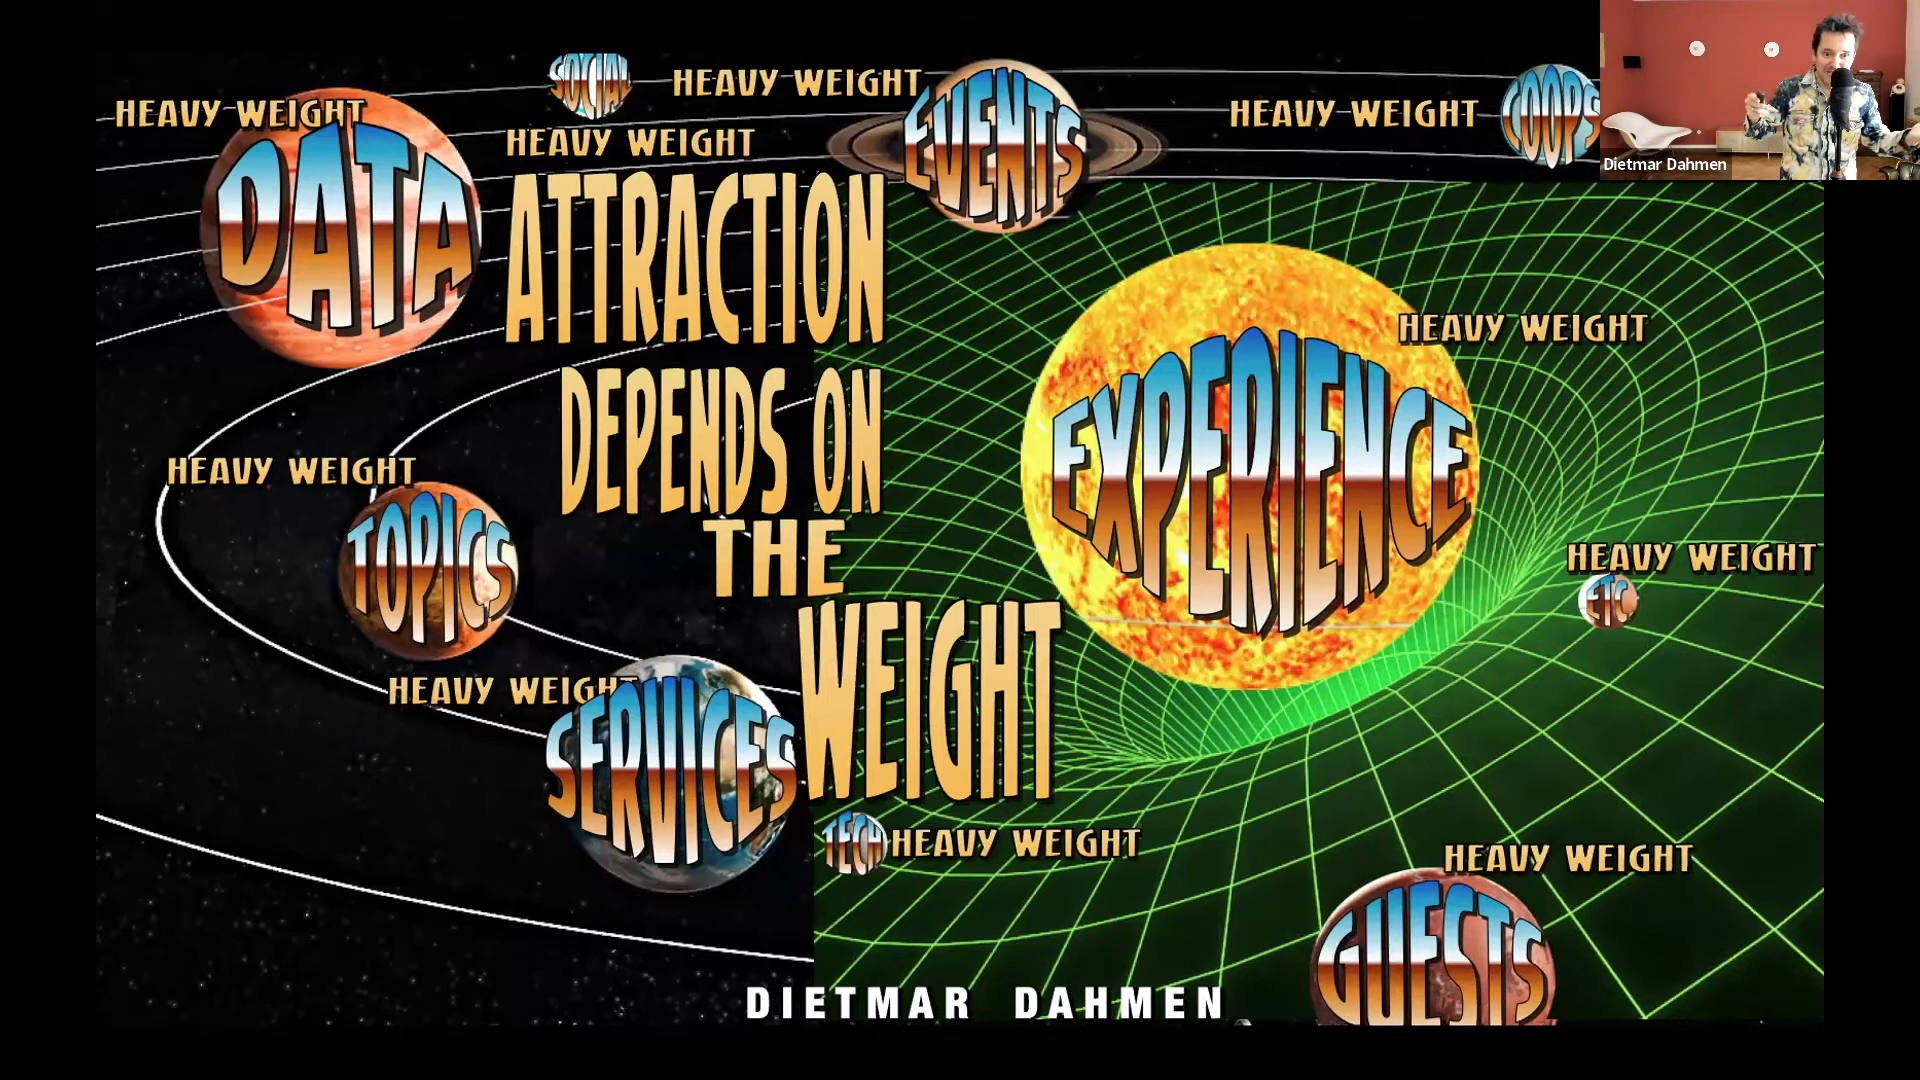 SOCIAL
HEAVY WEIGHT
EVENTS
HEAVY WEIGHT
COOPS
HEAVY WEIGHT
DATA
HEAVY WEIGHT
Dietmar Dahmen
ATTRACTION
DEPENDS ON
THE
WEIGHT
HEAVY WEIGHT
EXPERIENCE
HEAVY WEIGHT
TOPICS
HEAVY WEIGHT
ETC.
HEAVY WEIGHT
SERVICES
TECH
HEAVY WEIGHT
HEAVY WEIGHT
GUESTS
DIETMAR DAHMEN